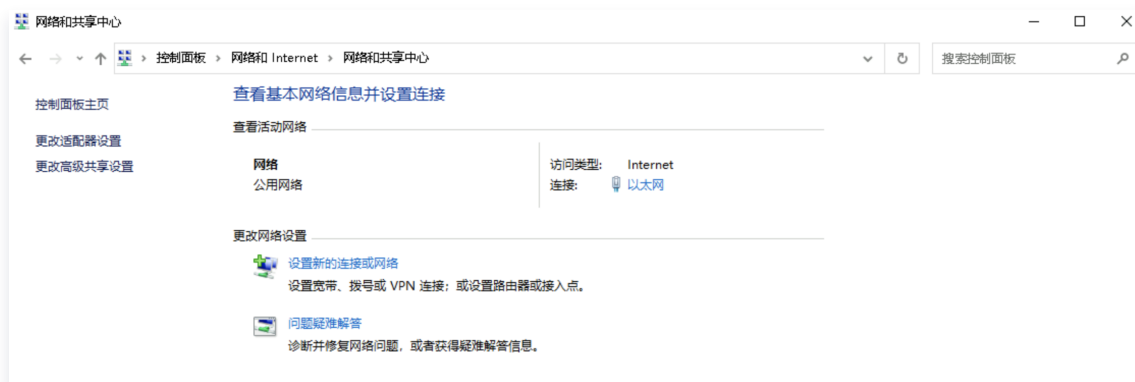 网络和共享中心
控制面板 › 网络和 Internet › 网络和共享中心
搜索控制面板
控制面板主页
更改适配器设置
更改高级共享设置
查看基本网络信息并设置连接
查看活动网络
网络
公用网络
访问类型: Internet
连接: 以太网
更改网络设置
设置新的连接或网络
设置宽带、拨号或 VPN 连接；或设置路由器或接入点。
问题疑难解答
诊断并修复网络问题，或者获得疑难解答信息。